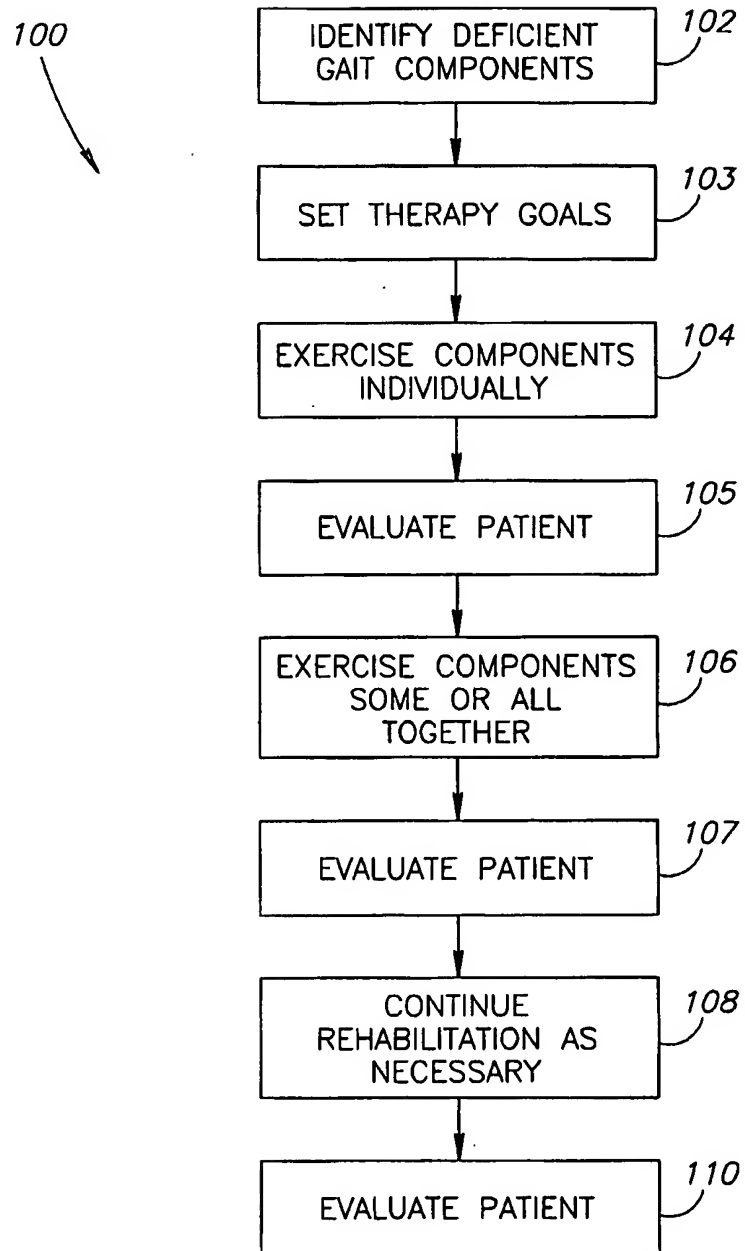 100
IDENTIFY DEFICIENT
GAIT COMPONENTS
102
SET THERAPY GOALS
103
EXERCISE COMPONENTS
INDIVIDUALLY
104
EVALUATE PATIENT
105
EXERCISE COMPONENTS
SOME OR ALL
TOGETHER
106
EVALUATE PATIENT
107
CONTINUE
REHABILITATION AS
NECESSARY
108
EVALUATE PATIENT
110